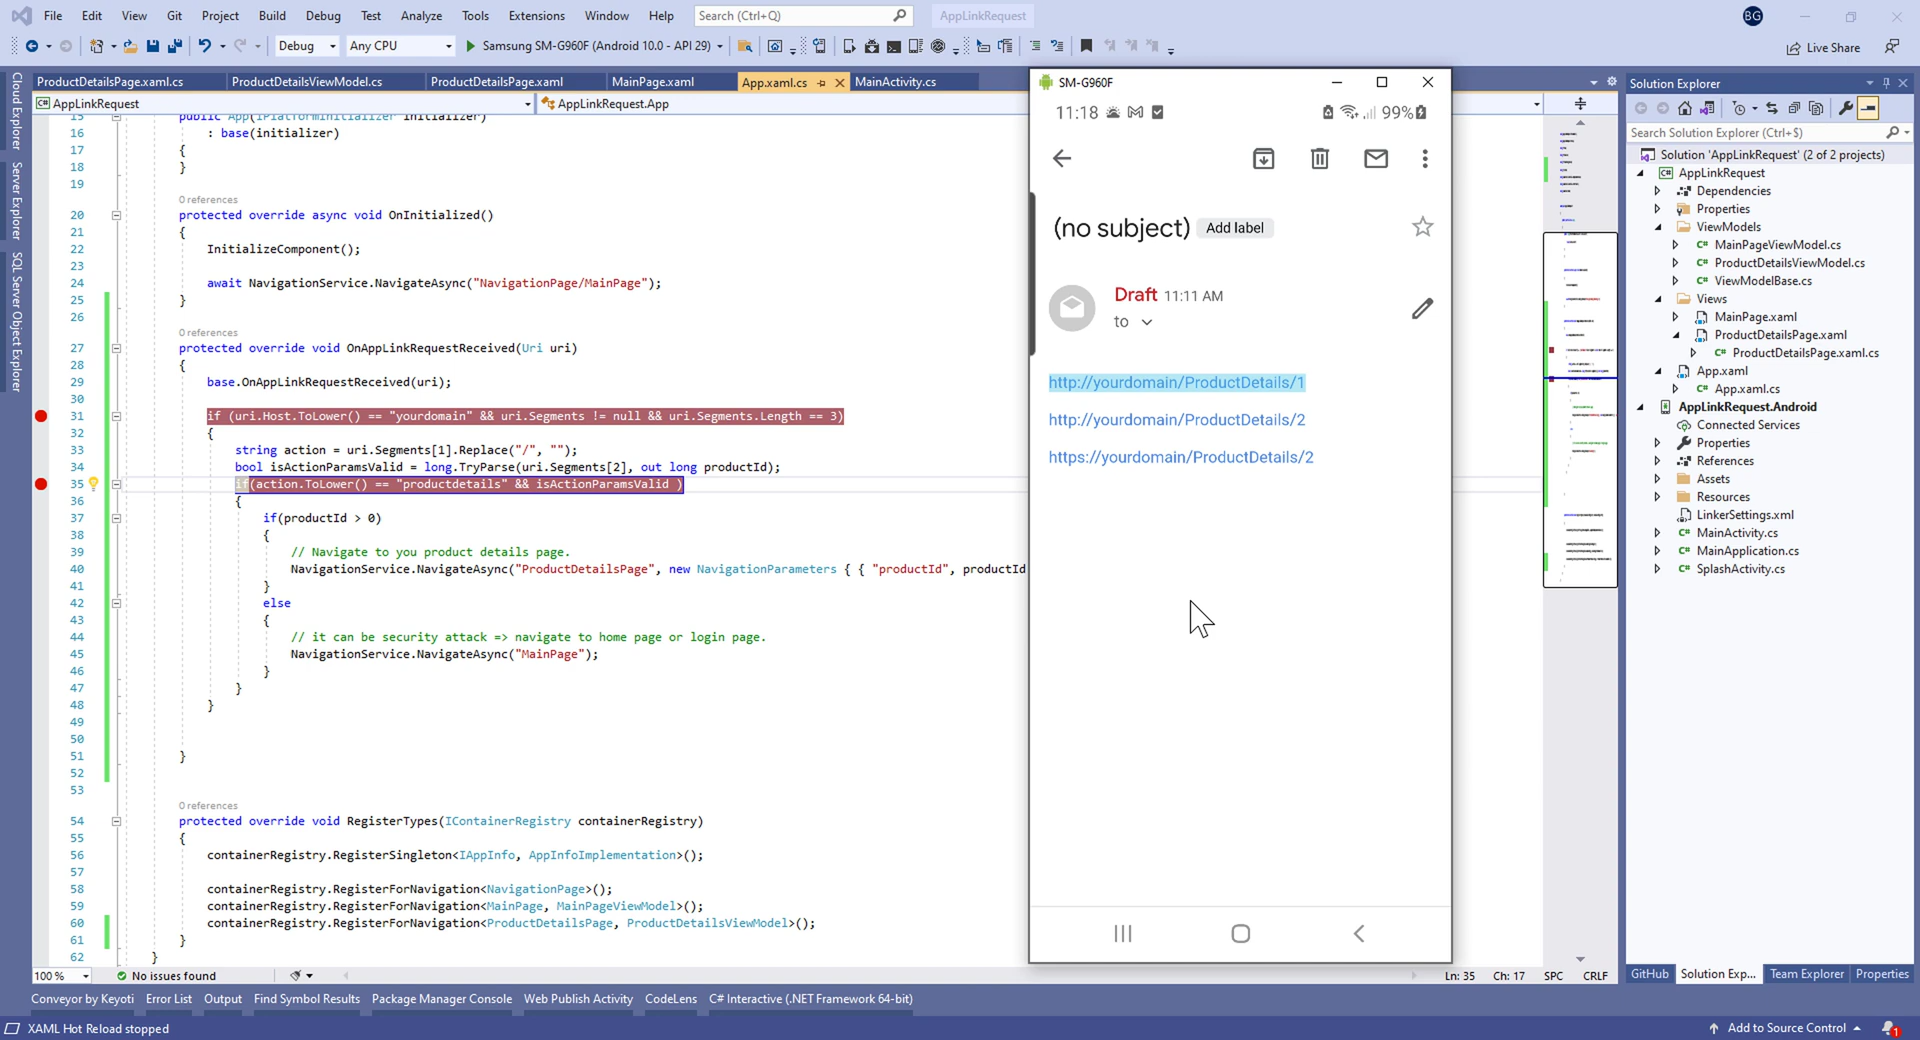 File Edit View Git Project Build Debug Test Analyze Tools Extensions Window Help Search (Ctrl+Q) AppLinkRequest BG
Debug Any CPU Samsung SM-G960F (Android 10.0 - API 29) Live Share
ProductDetailsPage.xaml.cs ProductDetailsViewModel.cs ProductDetailsPage.xaml MainPage.xaml App.xaml.cs MainActivity.cs
AppLinkRequest AppLinkRequest.App
Cloud Explorer
Server Explorer
SQL Server Object Explorer
15 public App(IPlatformInitializer initializer)
16 : base(initializer)
17 {
18 }
19
0 references
20 protected override async void OnInitialized()
21 {
22 InitializeComponent();
23
24 await NavigationService.NavigateAsync("NavigationPage/MainPage");
25 }
26
0 references
27 protected override void OnAppLinkRequestReceived(Uri uri)
28 {
29 base.OnAppLinkRequestReceived(uri);
30
31 if (uri.Host.ToLower() == "yourdomain" && uri.Segments != null && uri.Segments.Length == 3)
32 {
33 string action = uri.Segments[1].Replace("/", "");
34 bool isActionParamsValid = long.TryParse(uri.Segments[2], out long productId);
35 if(action.ToLower() == "productdetails" && isActionParamsValid )
36 {
37 if(productId > 0)
38 {
39 // Navigate to you product details page.
40 NavigationService.NavigateAsync("ProductDetailsPage", new NavigationParameters { { "productId", productId
41 }
42 else
43 {
44 // it can be security attack => navigate to home page or login page.
45 NavigationService.NavigateAsync("MainPage");
46 }
47 }
48 }
49
50
51 }
52
53
0 references
54 protected override void RegisterTypes(IContainerRegistry containerRegistry)
55 {
56 containerRegistry.RegisterSingleton<IAppInfo, AppInfoImplementation>();
57
58 containerRegistry.RegisterForNavigation<NavigationPage>();
59 containerRegistry.RegisterForNavigation<MainPage, MainPageViewModel>();
60 containerRegistry.RegisterForNavigation<ProductDetailsPage, ProductDetailsViewModel>();
61 }
62 }
100 % No issues found Ln: 35 Ch: 17 SPC CRLF
SM-G960F
11:18 99%
(no subject) Add label
Draft 11:11 AM
to
http://yourdomain/ProductDetails/1
http://yourdomain/ProductDetails/2
https://yourdomain/ProductDetails/2
Solution Explorer
Search Solution Explorer (Ctrl+$)
Solution 'AppLinkRequest' (2 of 2 projects)
C# AppLinkRequest
Dependencies
Properties
ViewModels
C# MainPageViewModel.cs
C# ProductDetailsViewModel.cs
C# ViewModelBase.cs
Views
MainPage.xaml
ProductDetailsPage.xaml
C# ProductDetailsPage.xaml.cs
App.xaml
C# App.xaml.cs
AppLinkRequest.Android
Connected Services
Properties
References
Assets
Resources
LinkerSettings.xml
C# MainActivity.cs
C# MainApplication.cs
C# SplashActivity.cs
GitHub Solution Exp... Team Explorer Properties
Conveyor by Keyoti Error List Output Find Symbol Results Package Manager Console Web Publish Activity CodeLens C# Interactive (.NET Framework 64-bit)
XAML Hot Reload stopped Add to Source Control 1